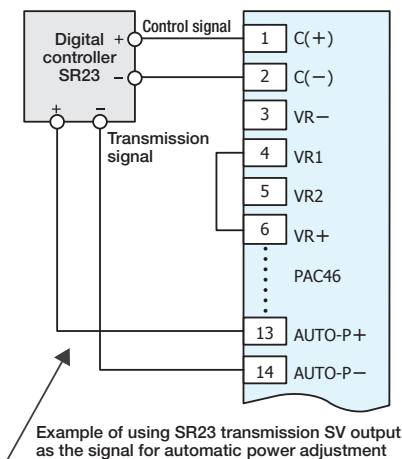 Digital + Control signal
controller
SR23 −
+ −
Transmission
signal
1 C(+)
2 C(−)
3 VR−
4 VR1
5 VR2
6 VR+
PAC46
13 AUTO-P+
14 AUTO-P−
Example of using SR23 transmission SV output
as the signal for automatic power adjustment